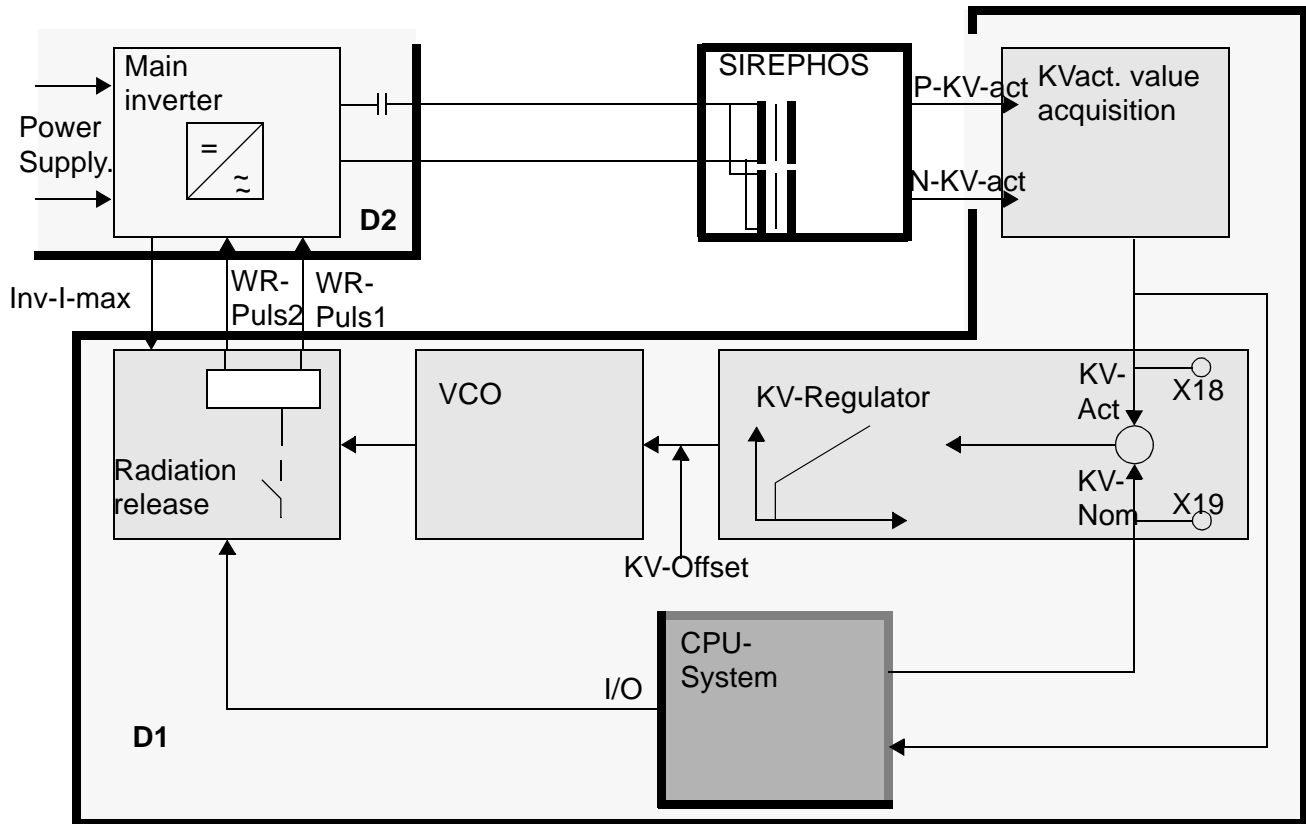 Main
inverter
=
~
~
Power
Supply.
D2
SIREPHOS
P-KV-act
N-KV-act
KVact. value
acquisition
Inv-I-max
WR-
Puls2
WR-
Puls1
Radiation
release
VCO
KV-Regulator
KV-
Act
X18
KV-
Nom
X19
KV-Offset
CPU-
System
I/O
D1